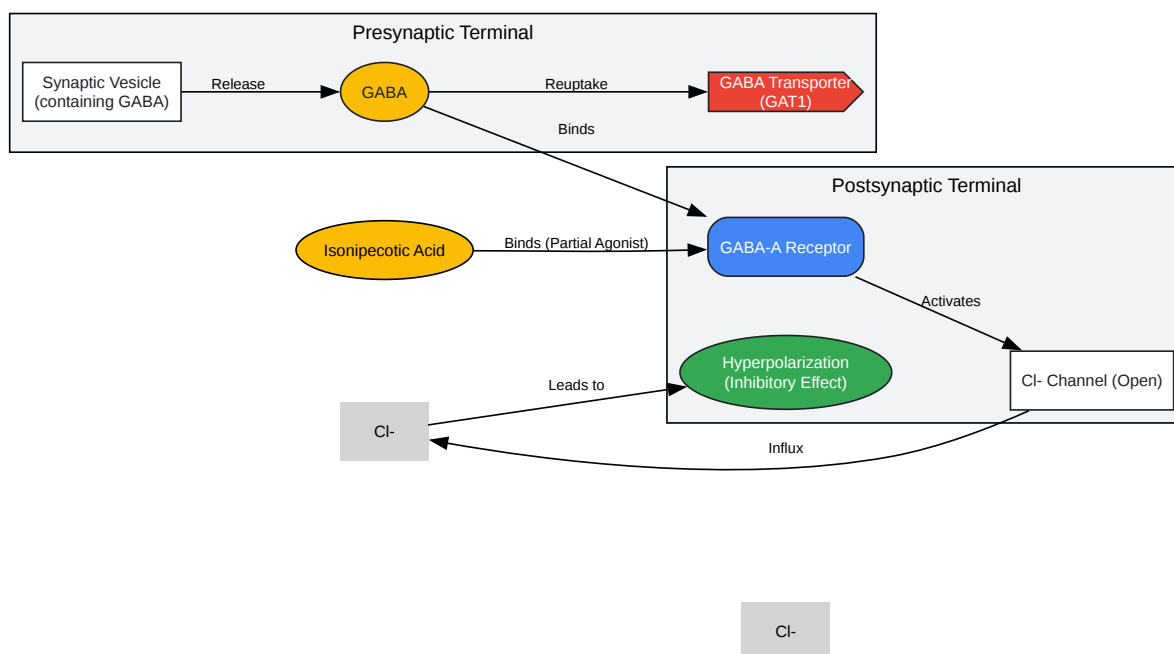 Presynaptic Terminal
Synaptic Vesicle
(containing GABA)
Release
GABA
Reuptake
GABA Transporter
(GAT1)
Binds
Postsynaptic Terminal
Isonipecotic Acid
Binds (Partial Agonist)
GABA-A Receptor
Activates
Hyperpolarization
(Inhibitory Effect)
Cl- Channel (Open)
Leads to
Cl-
Influx
Cl-